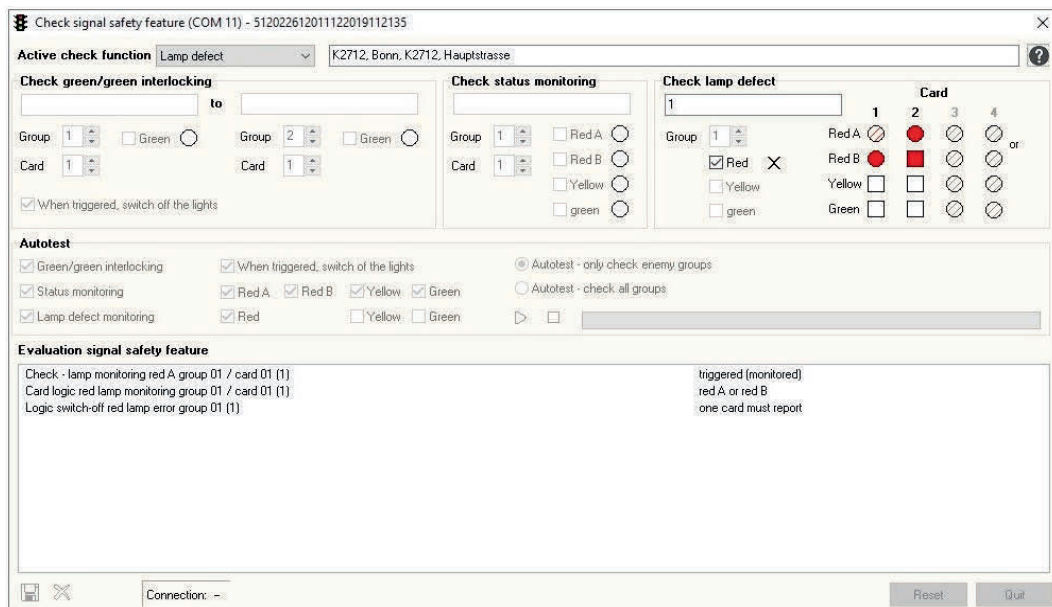 Check signal safety feature (COM 11) - 512022612011122019112135
Active check function Lamp defect K2712, Bonn, K2712, Hauptstrasse
Check green/green interlocking
to
Group 1 Green Group 2 Green
Card 1 Card 1
When triggered, switch off the lights
Check status monitoring
Group 1 Red A
Card 1 Red B
Yellow
green
Check lamp defect
1
Group 1
Red
Yellow
green
Card
1 2 3 4
Red A
or
Red B
Yellow
Green
Autotest
Green/green interlocking When triggered, switch of the lights Autotest - only check enemy groups
Status monitoring Red A Red B Yellow Green Autotest - check all groups
Lamp defect monitoring Red Yellow Green
Evaluation signal safety feature
Check - lamp monitoring red A group 01 / card 01 (1) triggered (monitored)
Card logic red lamp monitoring group 01 / card 01 (1) red A or red B
Logic switch-off red lamp error group 01 (1) one card must report
Connection: -
Reset Quit